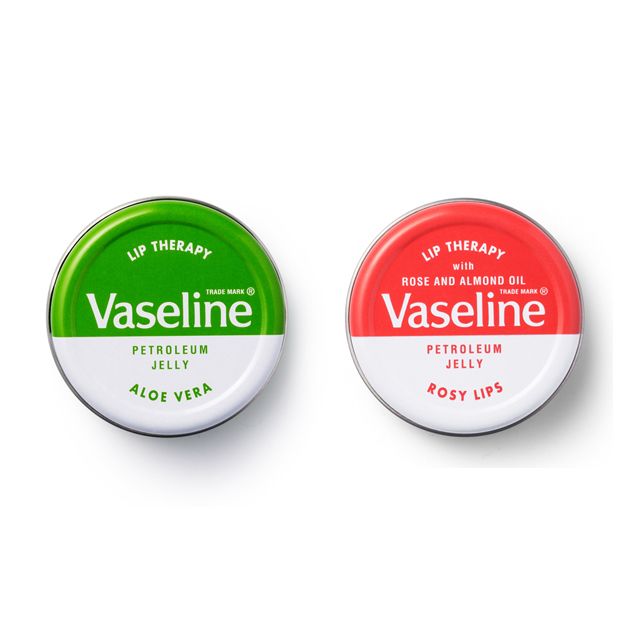 LIP THERAPY
TRADE MARK ®
Vaseline
PETROLEUM
JELLY
ALOE VERA
LIP THERAPY
with
ROSE AND ALMOND OIL
TRADE MARK ®
Vaseline
PETROLEUM
JELLY
ROSY LIPS